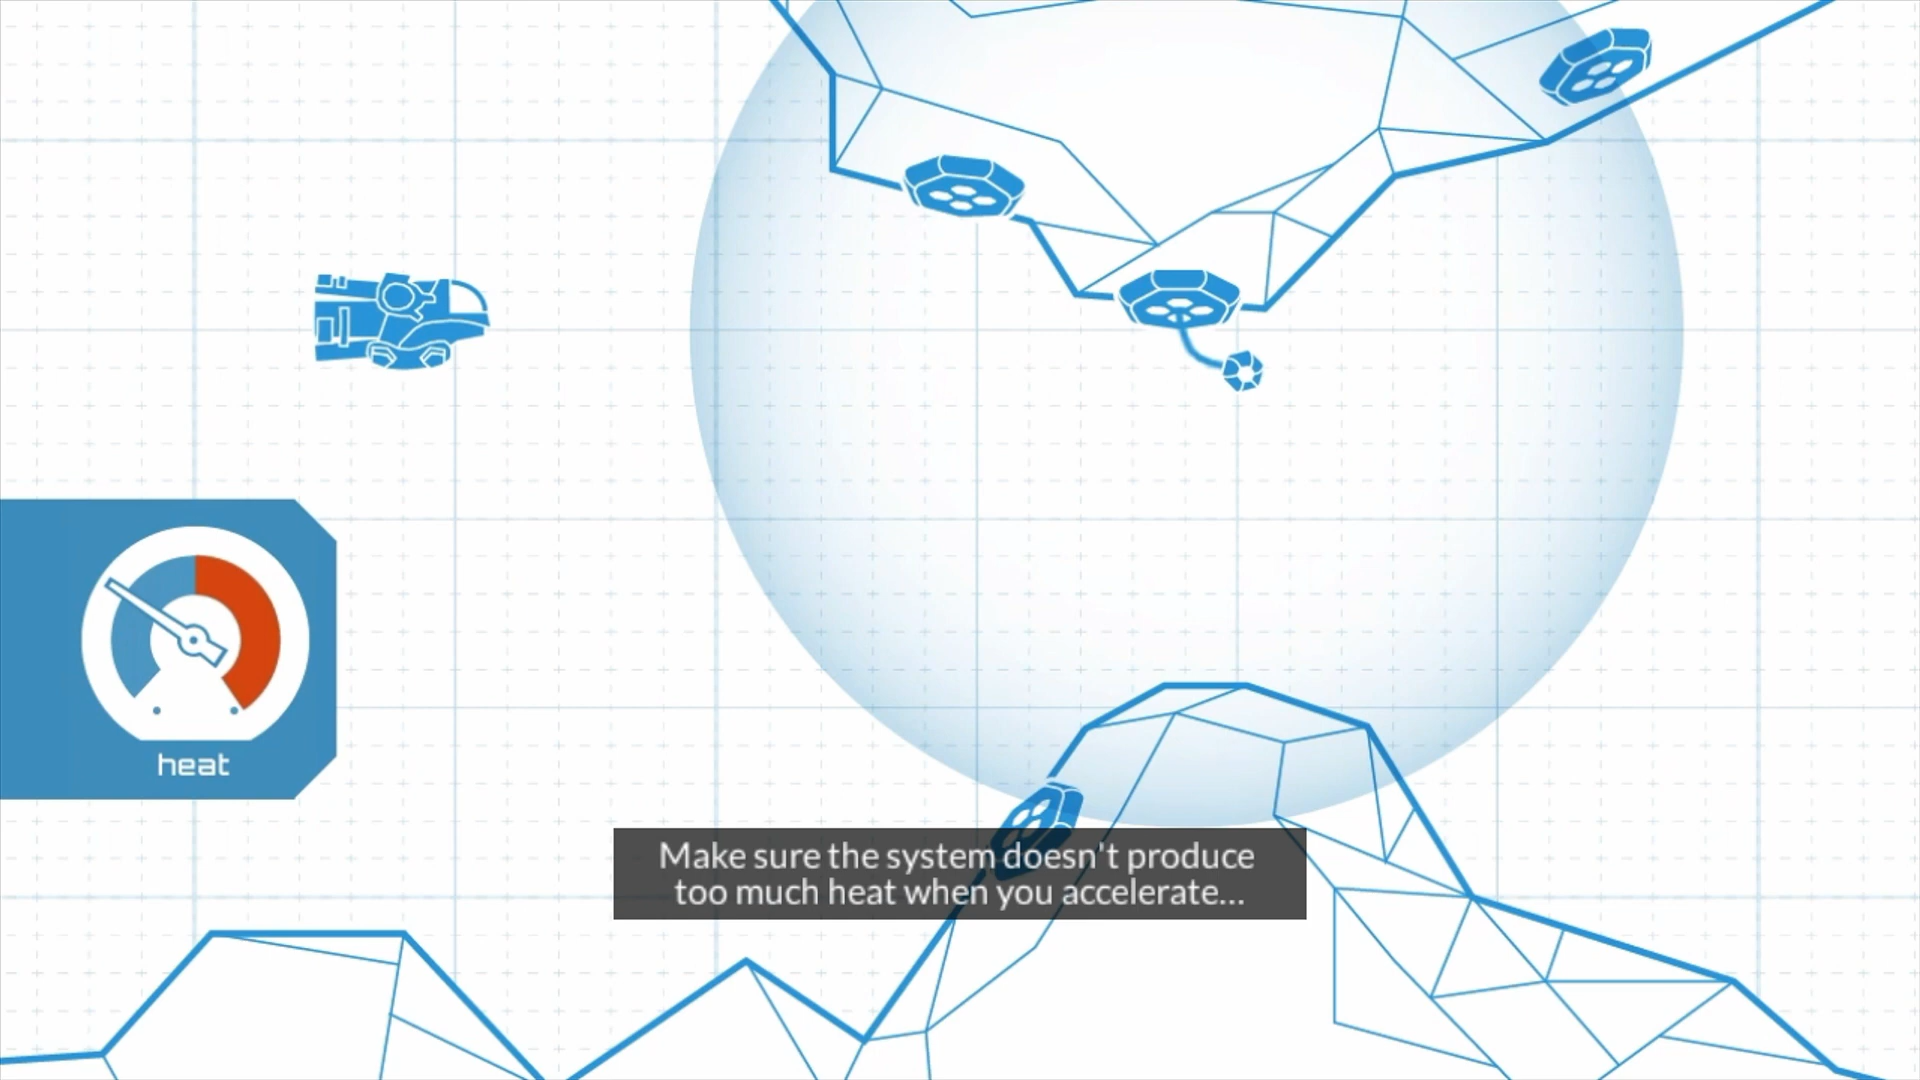 heat
Make sure the system doesn't produce
too much heat when you accelerate...